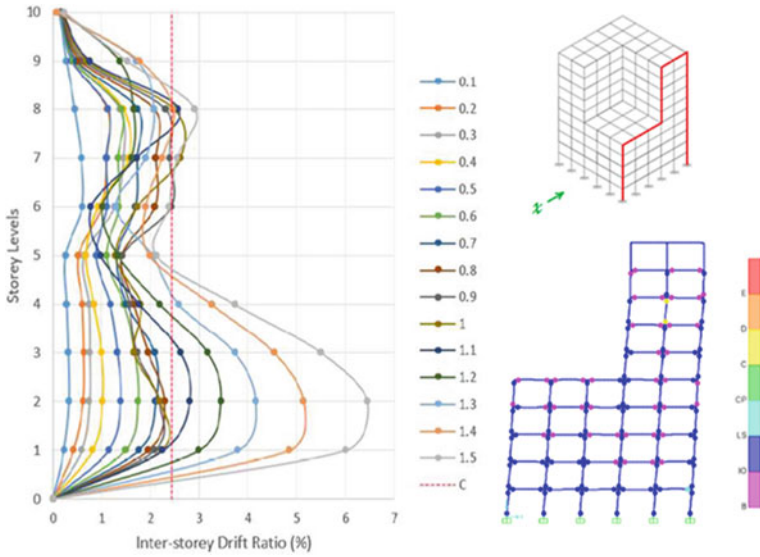 10
9
8
7
6
5
4
3
2
1
0
Storey Levels
0 1 2 3 4 5 6 7
Inter-storey Drift Ratio (%)
0.1
0.2
0.3
0.4
0.5
0.6
0.7
0.8
0.9
1
1.1
1.2
1.3
1.4
1.5
C
x
E
D
C
CP
LS
IO
B